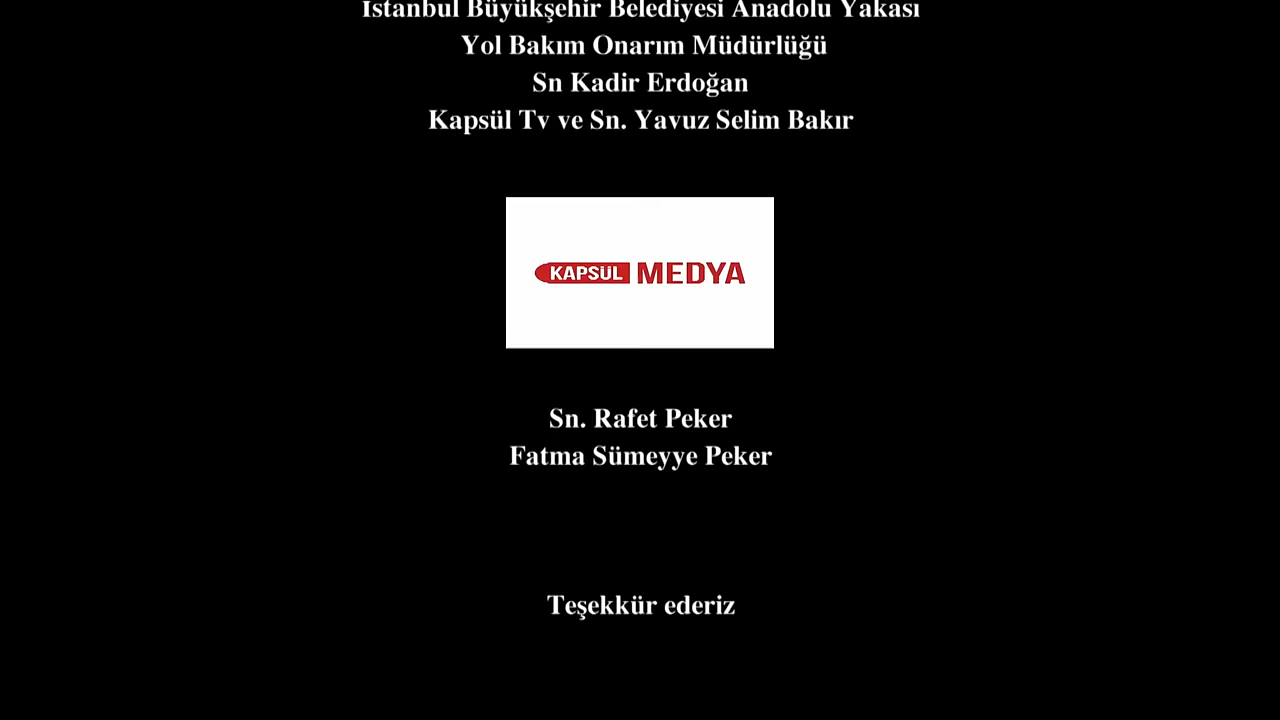 İstanbul Büyükşehir Belediyesi Anadolu Yakası
Yol Bakım Onarım Müdürlüğü
Sn Kadir Erdoğan
Kapsül Tv ve Sn. Yavuz Selim Bakır
KAPSÜL MEDYA
Sn. Rafet Peker
Fatma Sümeyye Peker
Teşekkür ederiz